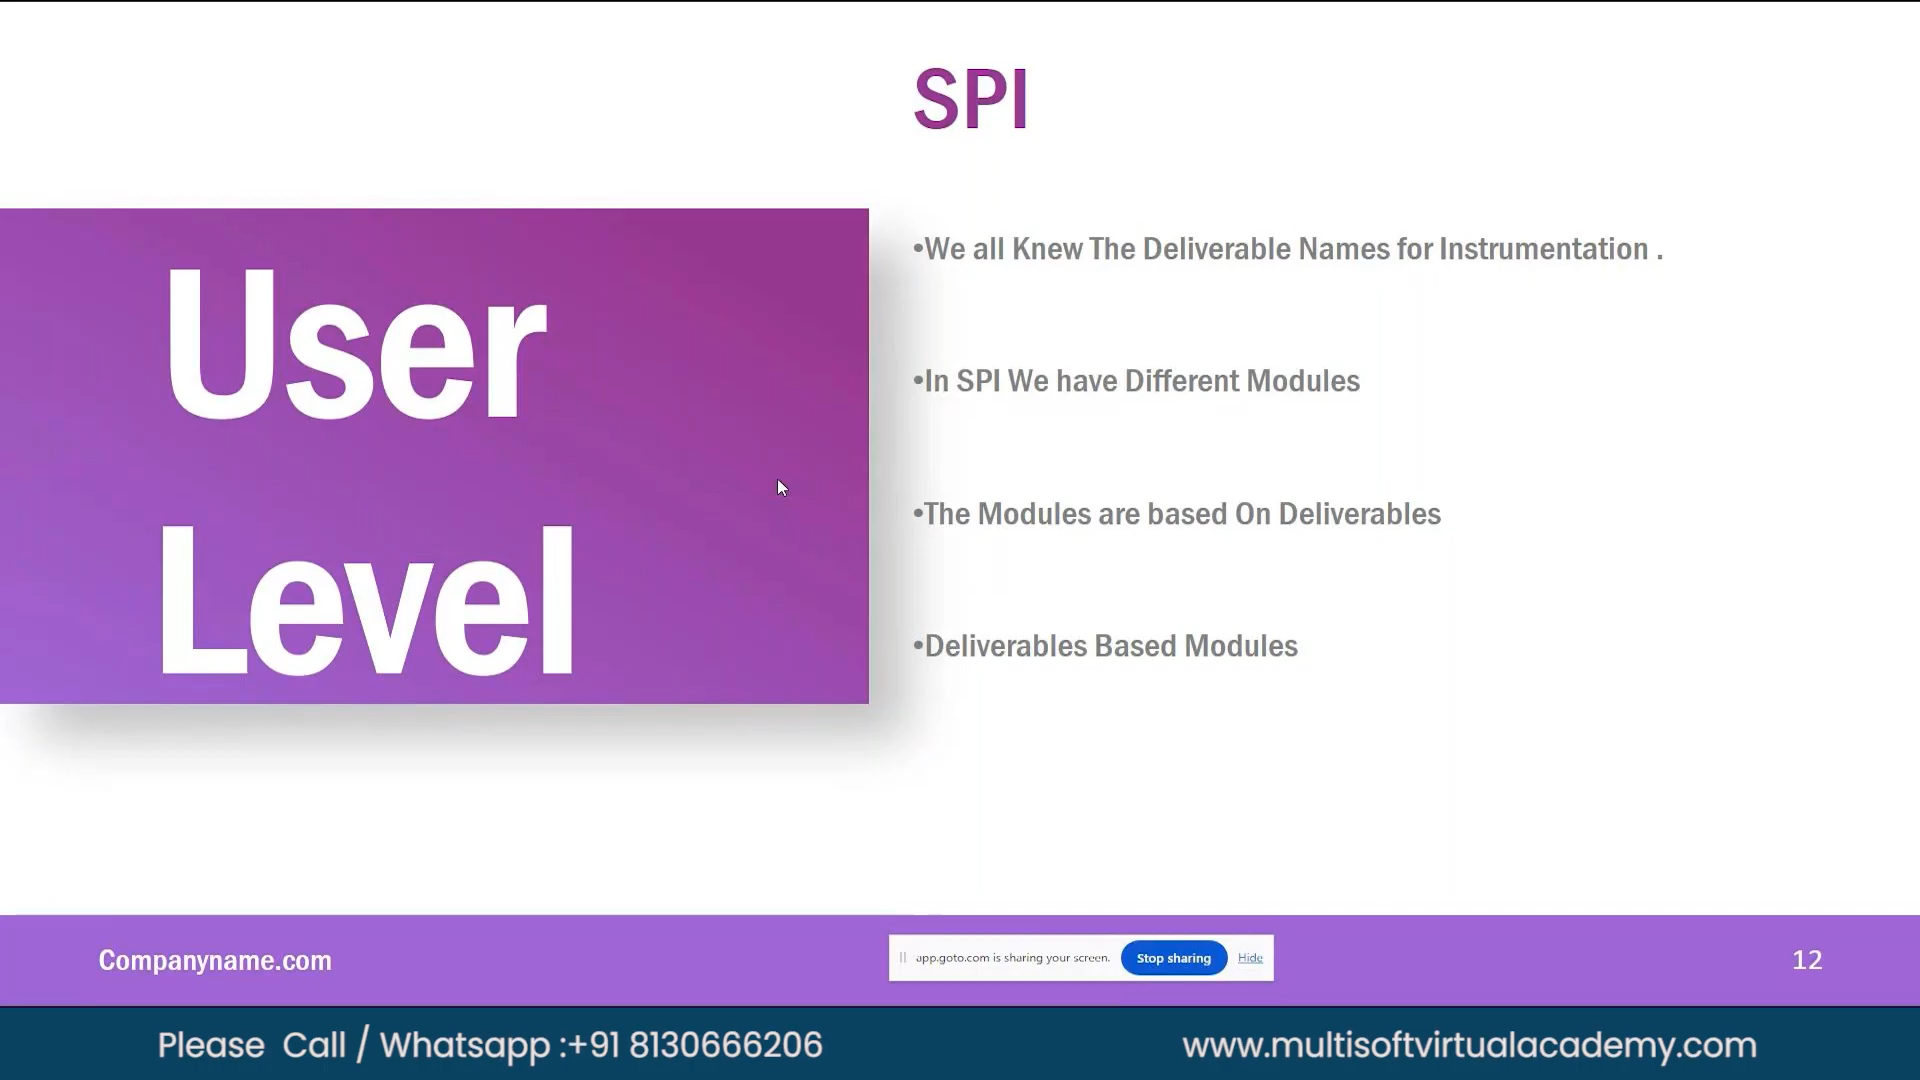 SPI
User
Level
•We all Knew The Deliverable Names for Instrumentation .
•In SPI We have Different Modules
•The Modules are based On Deliverables
•Deliverables Based Modules
Companyname.com
app.goto.com is sharing your screen. Stop sharing Hide
12
Please Call / Whatsapp :+91 8130666206
www.multisoftvirtualacademy.com